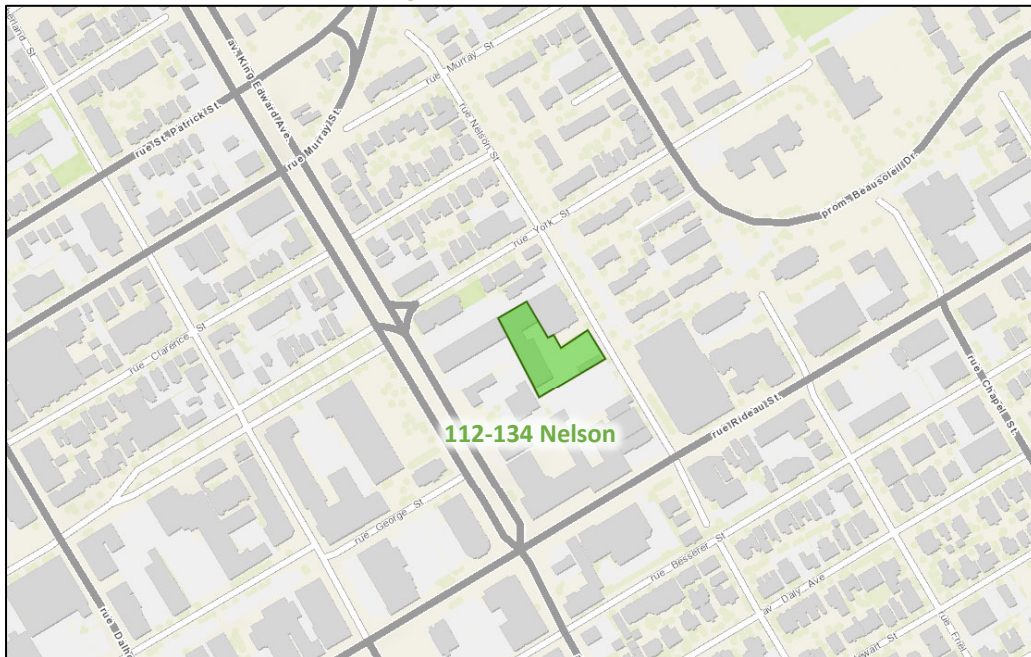 rue Murray St
av. King Edward Ave.
rue St. Patrick St.
rue Nelson St
rue Murray St.
prom. Beausoleil Dr.
rue York St
rue Clarence St
rue Chapel St.
112-134 Nelson
rue Rideau St.
rue George St
rue Besserer St
av Daly Ave